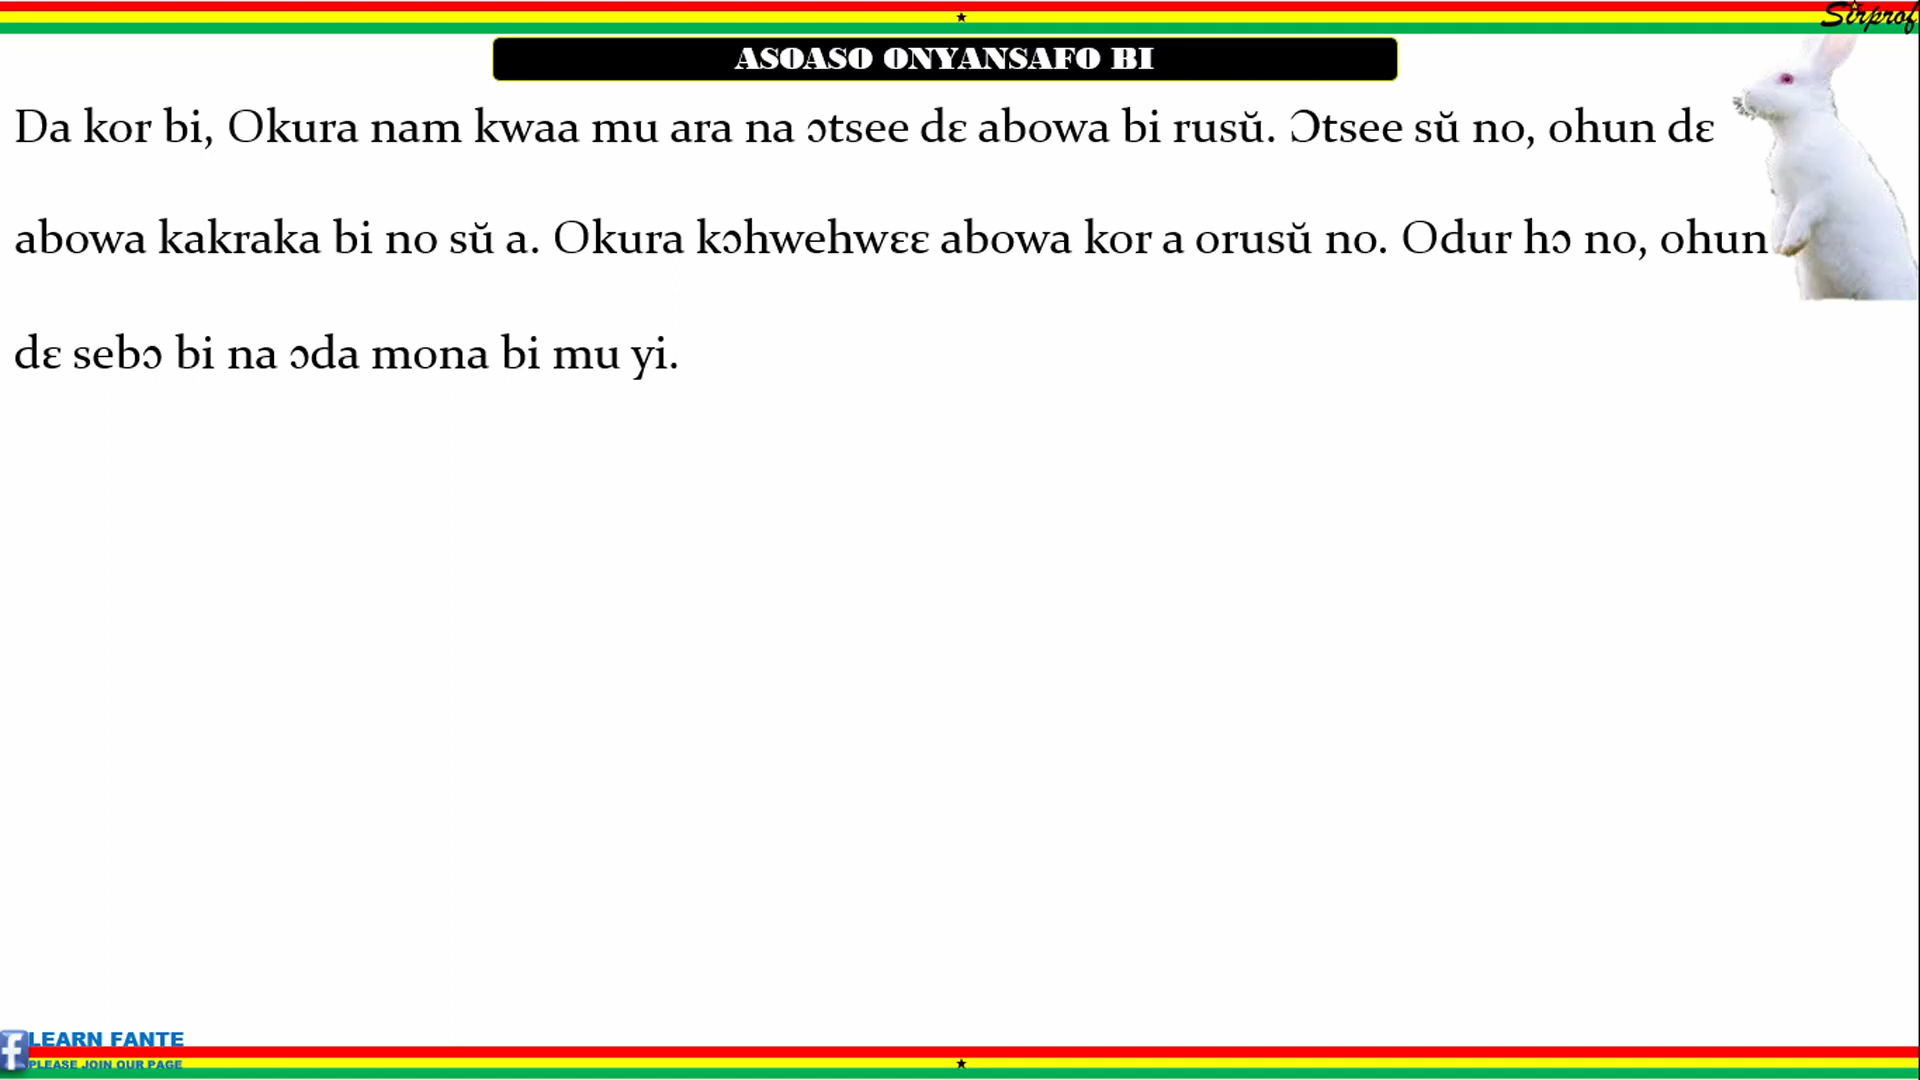 Sirprof
ASOASO ONYANSAFO BI
Da kor bi, Okura nam kwaa mu ara na ɔtsee dɛ abowa bi rusŭ. Ɔtsee sŭ no, ohun dɛ
abowa kakraka bi no sŭ a. Okura kɔhwehwɛɛ abowa kor a orusŭ no. Odur hɔ no, ohun
dɛ sebɔ bi na ɔda mona bi mu yi.
LEARN FANTE
PLEASE JOIN OUR PAGE